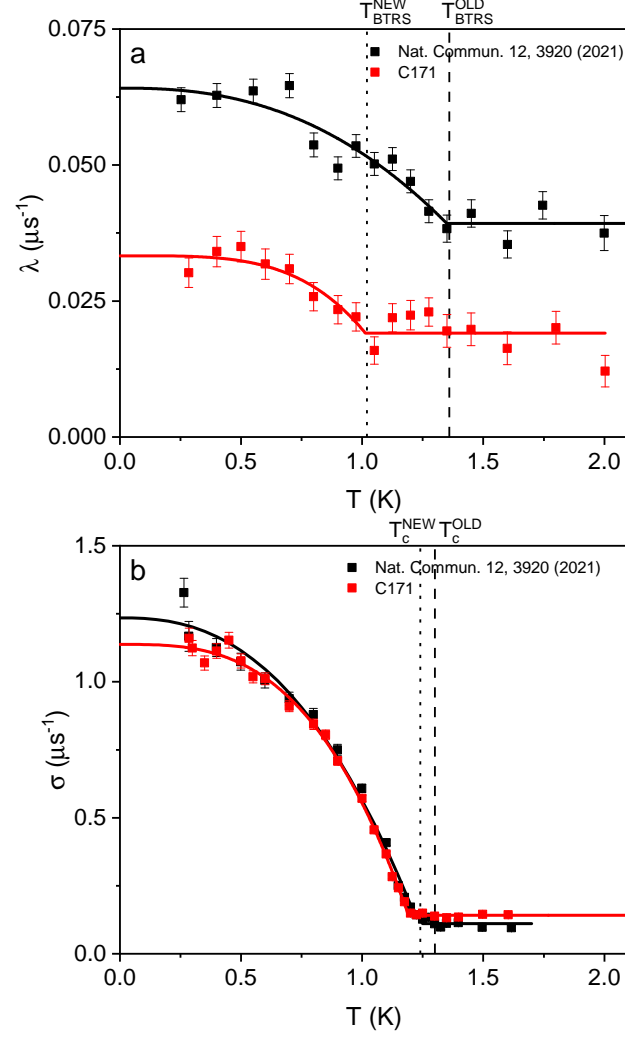 T_BTRS^NEW T_BTRS^OLD
a
Nat. Commun. 12, 3920 (2021)
C171
0.075
0.050
0.025
0.000
λ (μs⁻¹)
0.0 0.5 1.0 1.5 2.0
T (K)
T_c^NEW T_c^OLD
b
Nat. Commun. 12, 3920 (2021)
C171
1.5
1.0
0.5
0.0
σ (μs⁻¹)
0.0 0.5 1.0 1.5 2.0
T (K)